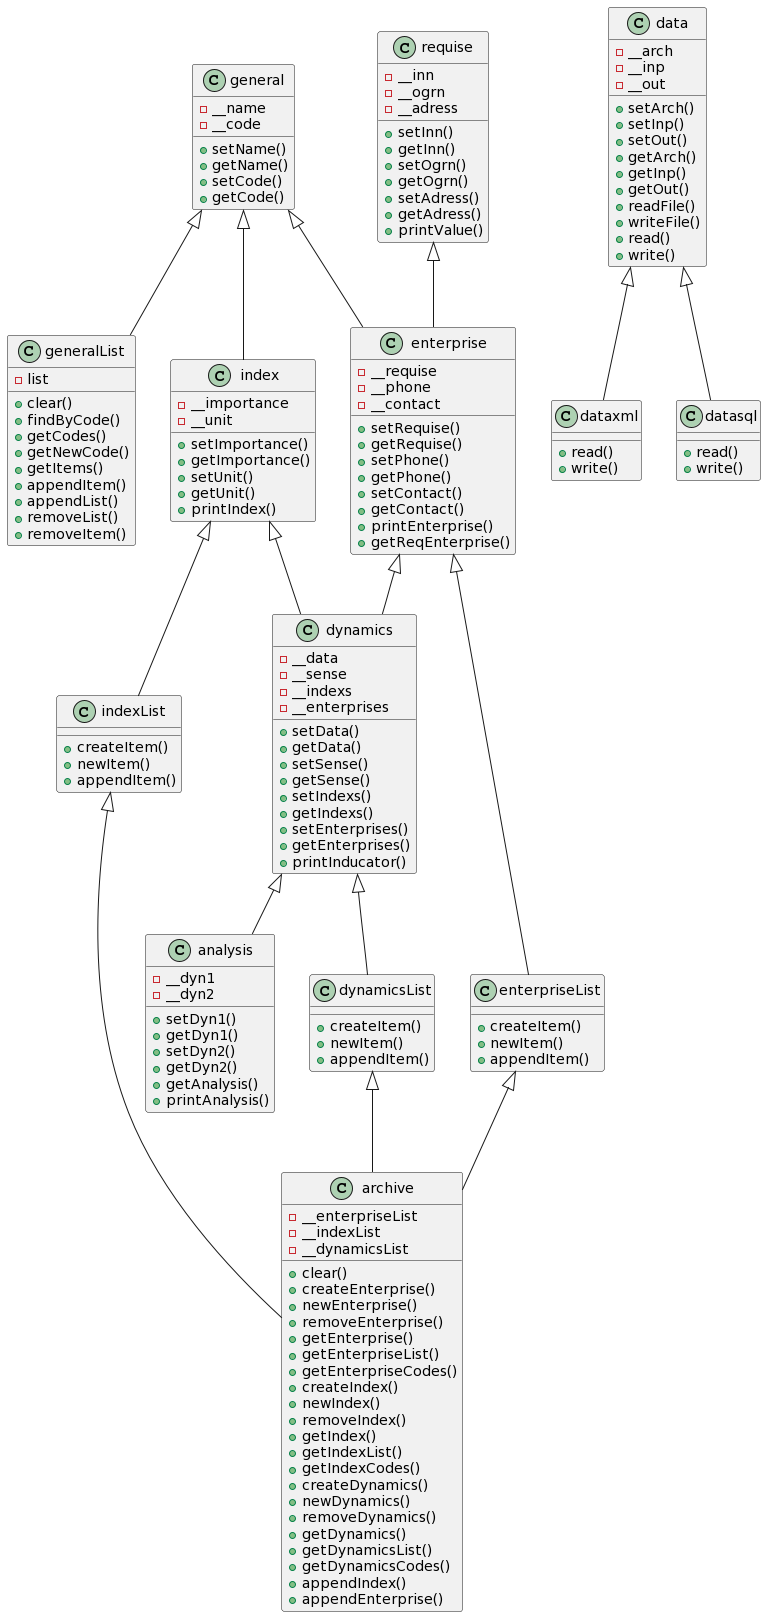 C general
__name
__code
setName()
getName()
setCode()
getCode()
C requise
__inn
__ogrn
__adress
setInn()
getInn()
setOgrn()
getOgrn()
setAdress()
getAdress()
printValue()
C data
__arch
__inp
__out
setArch()
setInp()
setOut()
getArch()
getInp()
getOut()
readFile()
writeFile()
read()
write()
C generalList
list
clear()
findByCode()
getCodes()
getNewCode()
getItems()
appendItem()
appendList()
removeList()
removeItem()
C index
__importance
__unit
setImportance()
getImportance()
setUnit()
getUnit()
printIndex()
C enterprise
__requise
__phone
__contact
setRequise()
getRequise()
setPhone()
getPhone()
setContact()
getContact()
printEnterprise()
getReqEnterprise()
C dataxml
read()
write()
C datasql
read()
write()
C indexList
createItem()
newItem()
appendItem()
C dynamics
__data
__sense
__indexs
__enterprises
setData()
getData()
setSense()
getSense()
setIndexs()
getIndexs()
setEnterprises()
getEnterprises()
printInducator()
C analysis
__dyn1
__dyn2
setDyn1()
getDyn1()
setDyn2()
getDyn2()
getAnalysis()
printAnalysis()
C dynamicsList
createItem()
newItem()
appendItem()
C enterpriseList
createItem()
newItem()
appendItem()
C archive
__enterpriseList
__indexList
__dynamicsList
clear()
createEnterprise()
newEnterprise()
removeEnterprise()
getEnterprise()
getEnterpriseList()
getEnterpriseCodes()
createIndex()
newIndex()
removeIndex()
getIndex()
getIndexList()
getIndexCodes()
createDynamics()
newDynamics()
removeDynamics()
getDynamics()
getDynamicsList()
getDynamicsCodes()
appendIndex()
appendEnterprise()